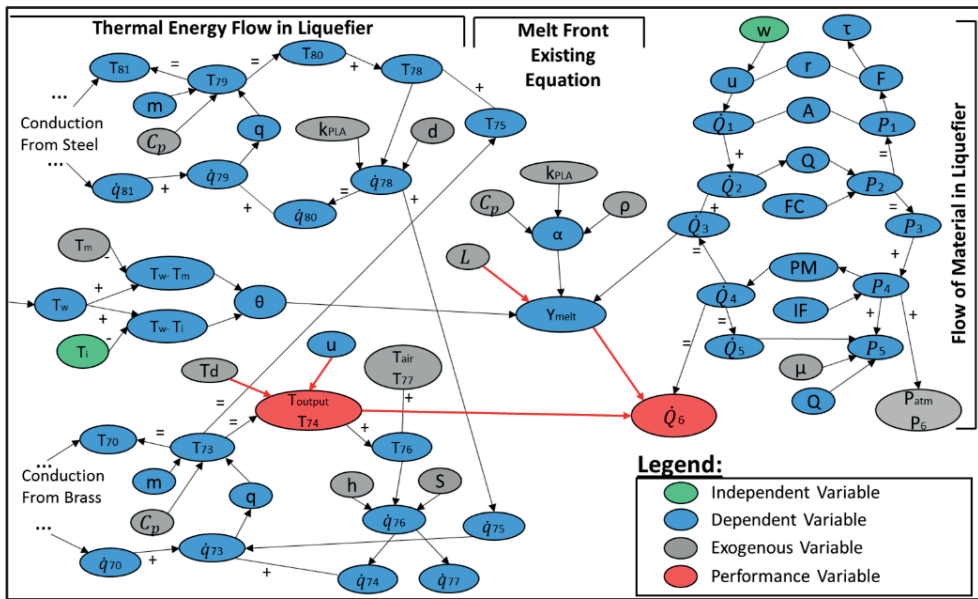 Thermal Energy Flow in Liquefier
Melt Front
Existing
Equation
Flow of Material in Liquefier
T81
=
T79
=
T80
+
T78
+
T75
...
m
Conduction
From Steel
Cp
q
kPLA
d
...
q̇81
+
q̇79
+
q̇80
=
q̇78
+
w
τ
u
r
F
Q̇1
A
P1
+
=
Q̇2
Q
P2
FC
=
+
Q̇3
P3
=
+
Q̇4
PM
P4
IF
=
+
+
=
Q̇5
P5
μ
Q
Patm
P6
kPLA
Cp
ρ
α
L
Ymelt
Tm
-
Tw
+
Tw- Tm
+
Tw- Ti
θ
Ti
-
u
Td
Tair
T77
+
=
Toutput
T74
=
+
T76
Q̇6
T70
=
T73
...
m
Conduction
From Brass
Cp
q
h
S
q̇76
q̇75
...
q̇70
+
q̇73
+
q̇74
q̇77
Legend:
Independent Variable
Dependent Variable
Exogenous Variable
Performance Variable